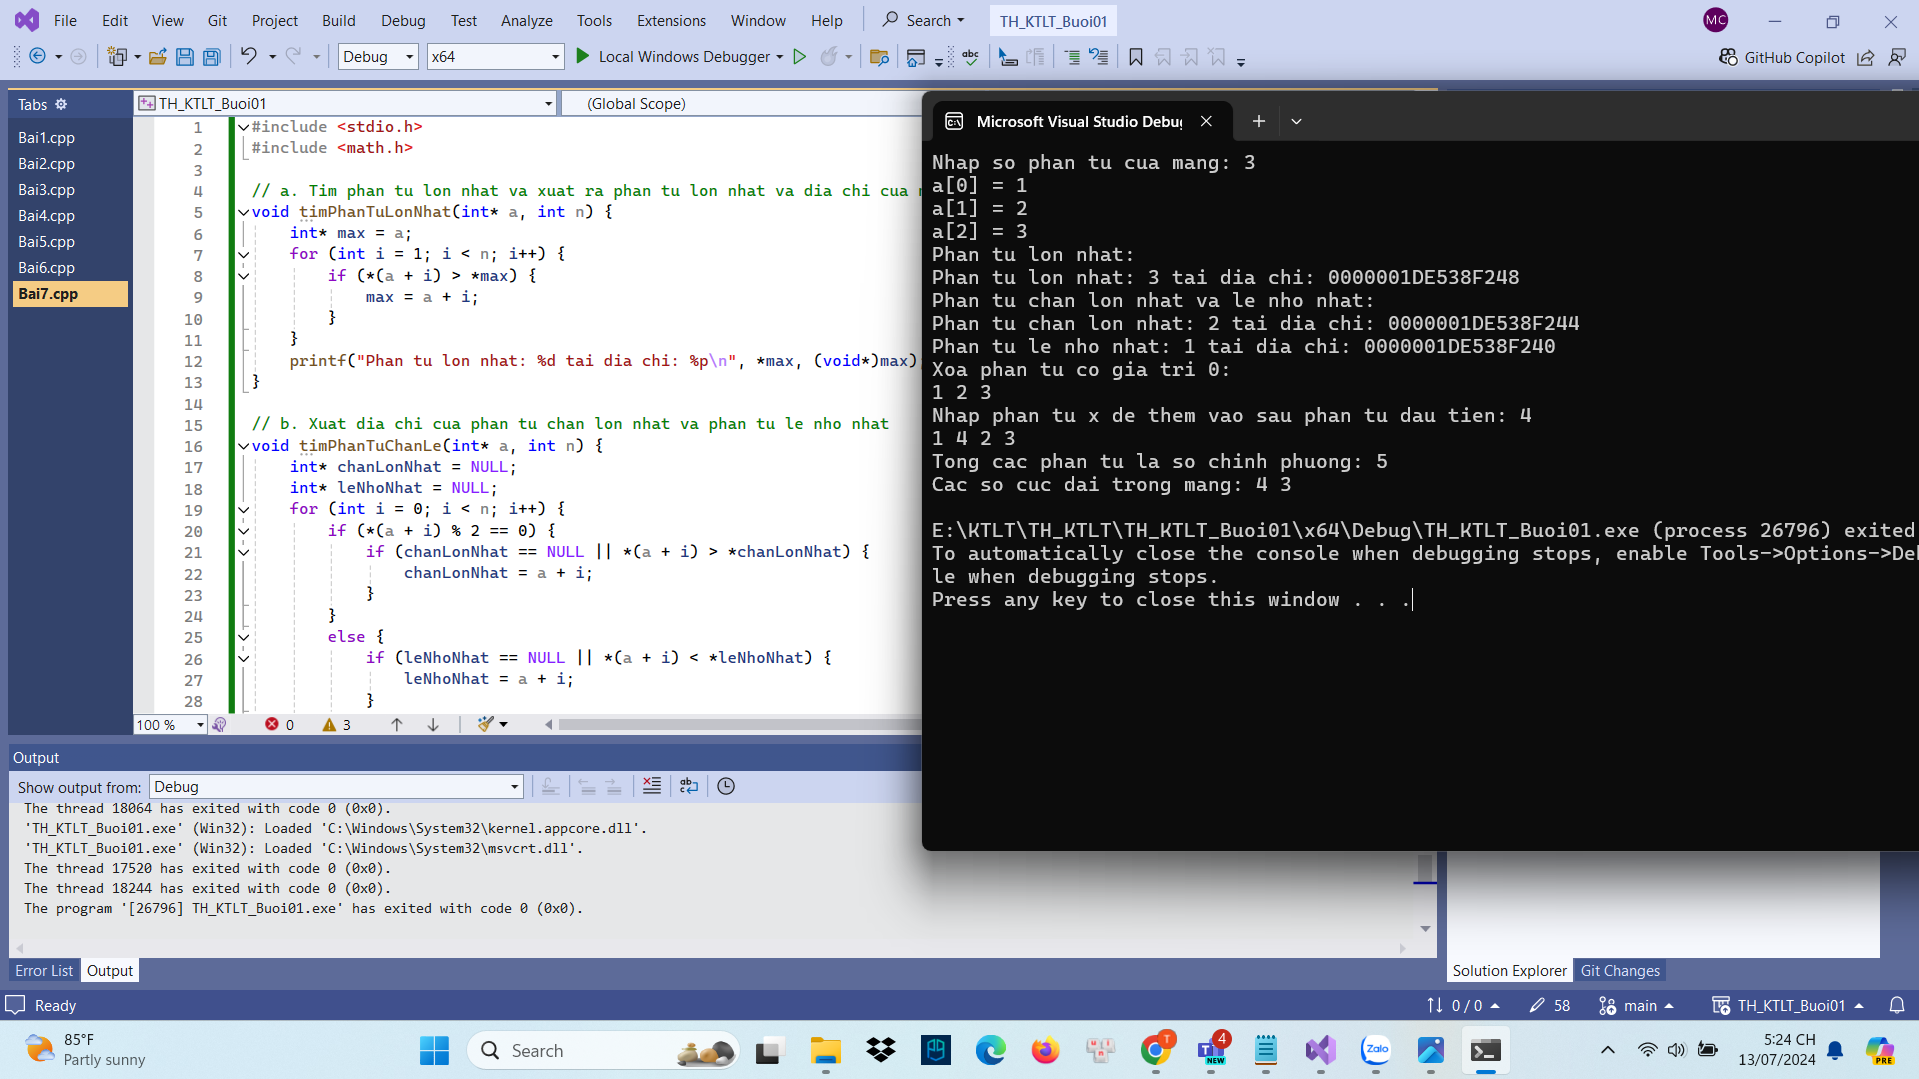 File Edit View Git Project Build Debug Test Analyze Tools Extensions Window Help Search TH_KTLT_Buoi01 MC
Debug x64 Local Windows Debugger GitHub Copilot
Tabs
Bai1.cpp
Bai2.cpp
Bai3.cpp
Bai4.cpp
Bai5.cpp
Bai6.cpp
Bai7.cpp
TH_KTLT_Buoi01 (Global Scope)
1 #include <stdio.h>
2 #include <math.h>
3
4 // a. Tim phan tu lon nhat va xuat ra phan tu lon nhat va dia chi cua
5 void timPhanTuLonNhat(int* a, int n) {
6 int* max = a;
7 for (int i = 1; i < n; i++) {
8 if (*(a + i) > *max) {
9 max = a + i;
10 }
11 }
12 printf("Phan tu lon nhat: %d tai dia chi: %p\n", *max, (void*)max)
13 }
14
15 // b. Xuat dia chi cua phan tu chan lon nhat va phan tu le nho nhat
16 void timPhanTuChanLe(int* a, int n) {
17 int* chanLonNhat = NULL;
18 int* leNhoNhat = NULL;
19 for (int i = 0; i < n; i++) {
20 if (*(a + i) % 2 == 0) {
21 if (chanLonNhat == NULL || *(a + i) > *chanLonNhat) {
22 chanLonNhat = a + i;
23 }
24 }
25 else {
26 if (leNhoNhat == NULL || *(a + i) < *leNhoNhat) {
27 leNhoNhat = a + i;
28 }
100 % 0 3
Microsoft Visual Studio Debug
Nhap so phan tu cua mang: 3
a[0] = 1
a[1] = 2
a[2] = 3
Phan tu lon nhat:
Phan tu lon nhat: 3 tai dia chi: 0000001DE538F248
Phan tu chan lon nhat va le nho nhat:
Phan tu chan lon nhat: 2 tai dia chi: 0000001DE538F244
Phan tu le nho nhat: 1 tai dia chi: 0000001DE538F240
Xoa phan tu co gia tri 0:
1 2 3
Nhap phan tu x de them vao sau phan tu dau tien: 4
1 4 2 3
Tong cac phan tu la so chinh phuong: 5
Cac so cuc dai trong mang: 4 3
E:\KTLT\TH_KTLT\TH_KTLT_Buoi01\x64\Debug\TH_KTLT_Buoi01.exe (process 26796) exited
To automatically close the console when debugging stops, enable Tools->Options->De
le when debugging stops.
Press any key to close this window . . .
Output
Show output from: Debug
The thread 18064 has exited with code 0 (0x0).
'TH_KTLT_Buoi01.exe' (Win32): Loaded 'C:\Windows\System32\kernel.appcore.dll'.
'TH_KTLT_Buoi01.exe' (Win32): Loaded 'C:\Windows\System32\msvcrt.dll'.
The thread 17520 has exited with code 0 (0x0).
The thread 18244 has exited with code 0 (0x0).
The program '[26796] TH_KTLT_Buoi01.exe' has exited with code 0 (0x0).
Error List Output
Solution Explorer Git Changes
Ready 0 / 0 58 main TH_KTLT_Buoi01
85°F
Partly sunny
Search
T
4
NEW
Zalo
5:24 CH
13/07/2024
PRE